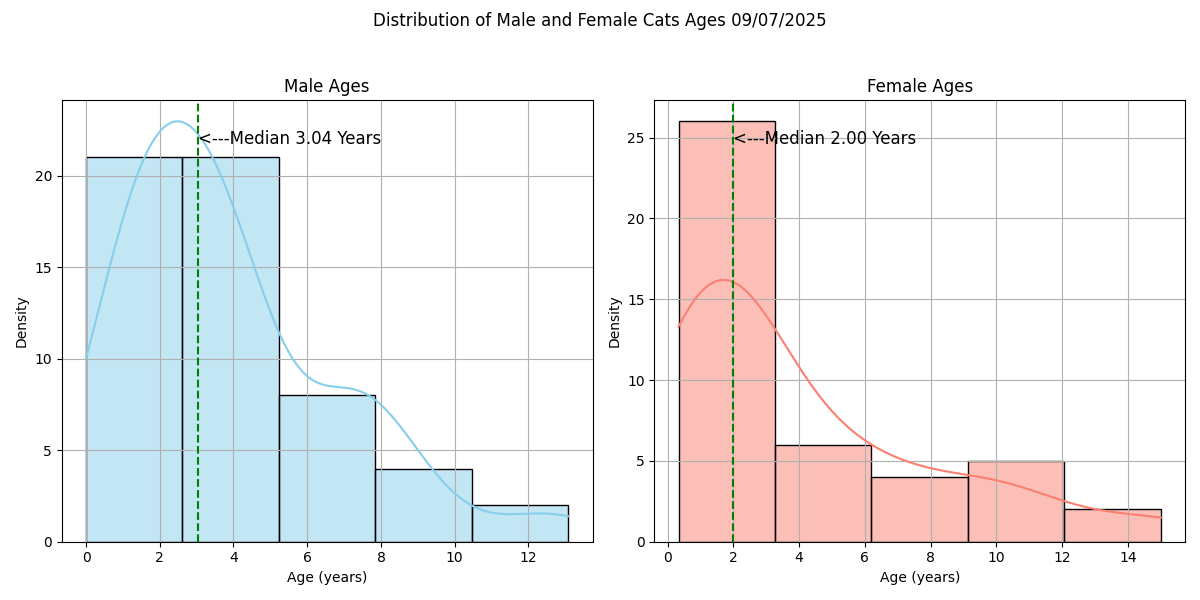 Distribution of Male and Female Cats Ages 09/07/2025
Male Ages
<---Median 3.04 Years
20
15
10
5
0
Density
0 2 4 6 8 10 12
Age (years)
Female Ages
<---Median 2.00 Years
25
20
15
10
5
0
Density
0 2 4 6 8 10 12 14
Age (years)